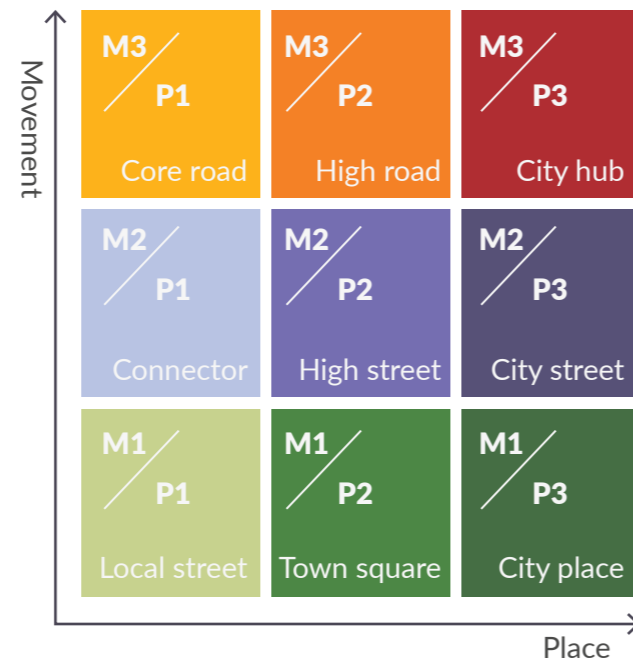 Movement
M3
P1
Core road
M3
P2
High road
M3
P3
City hub
M2
P1
Connector
M2
P2
High street
M2
P3
City street
M1
P1
Local street
M1
P2
Town square
M1
P3
City place
Place